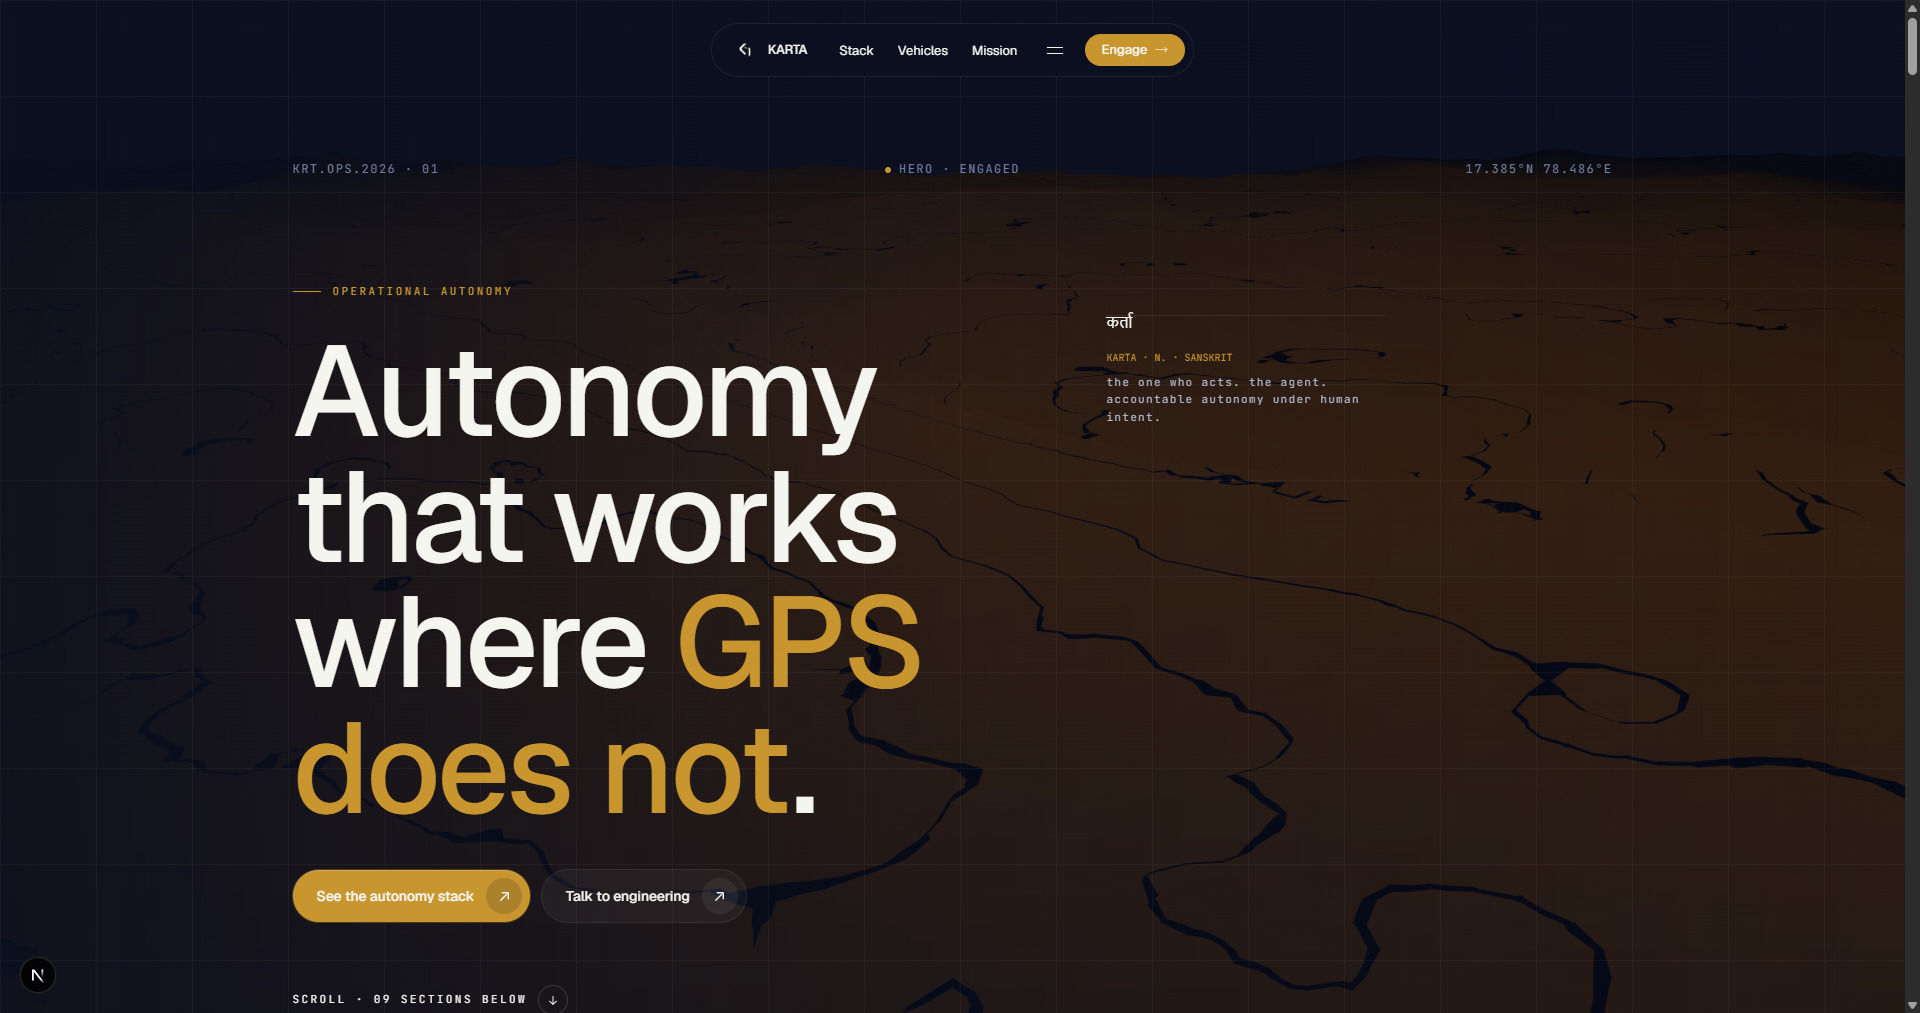 KARTA
Stack
Vehicles
Mission
Engage →
KRT.OPS.2026 · 01
HERO · ENGAGED
17.385°N 78.486°E
OPERATIONAL AUTONOMY
Autonomy
that works
where GPS
does not.
कर्ता
KARTA · N. · SANSKRIT
the one who acts. the agent.
accountable autonomy under human
intent.
See the autonomy stack
Talk to engineering
SCROLL · 09 SECTIONS BELOW
N